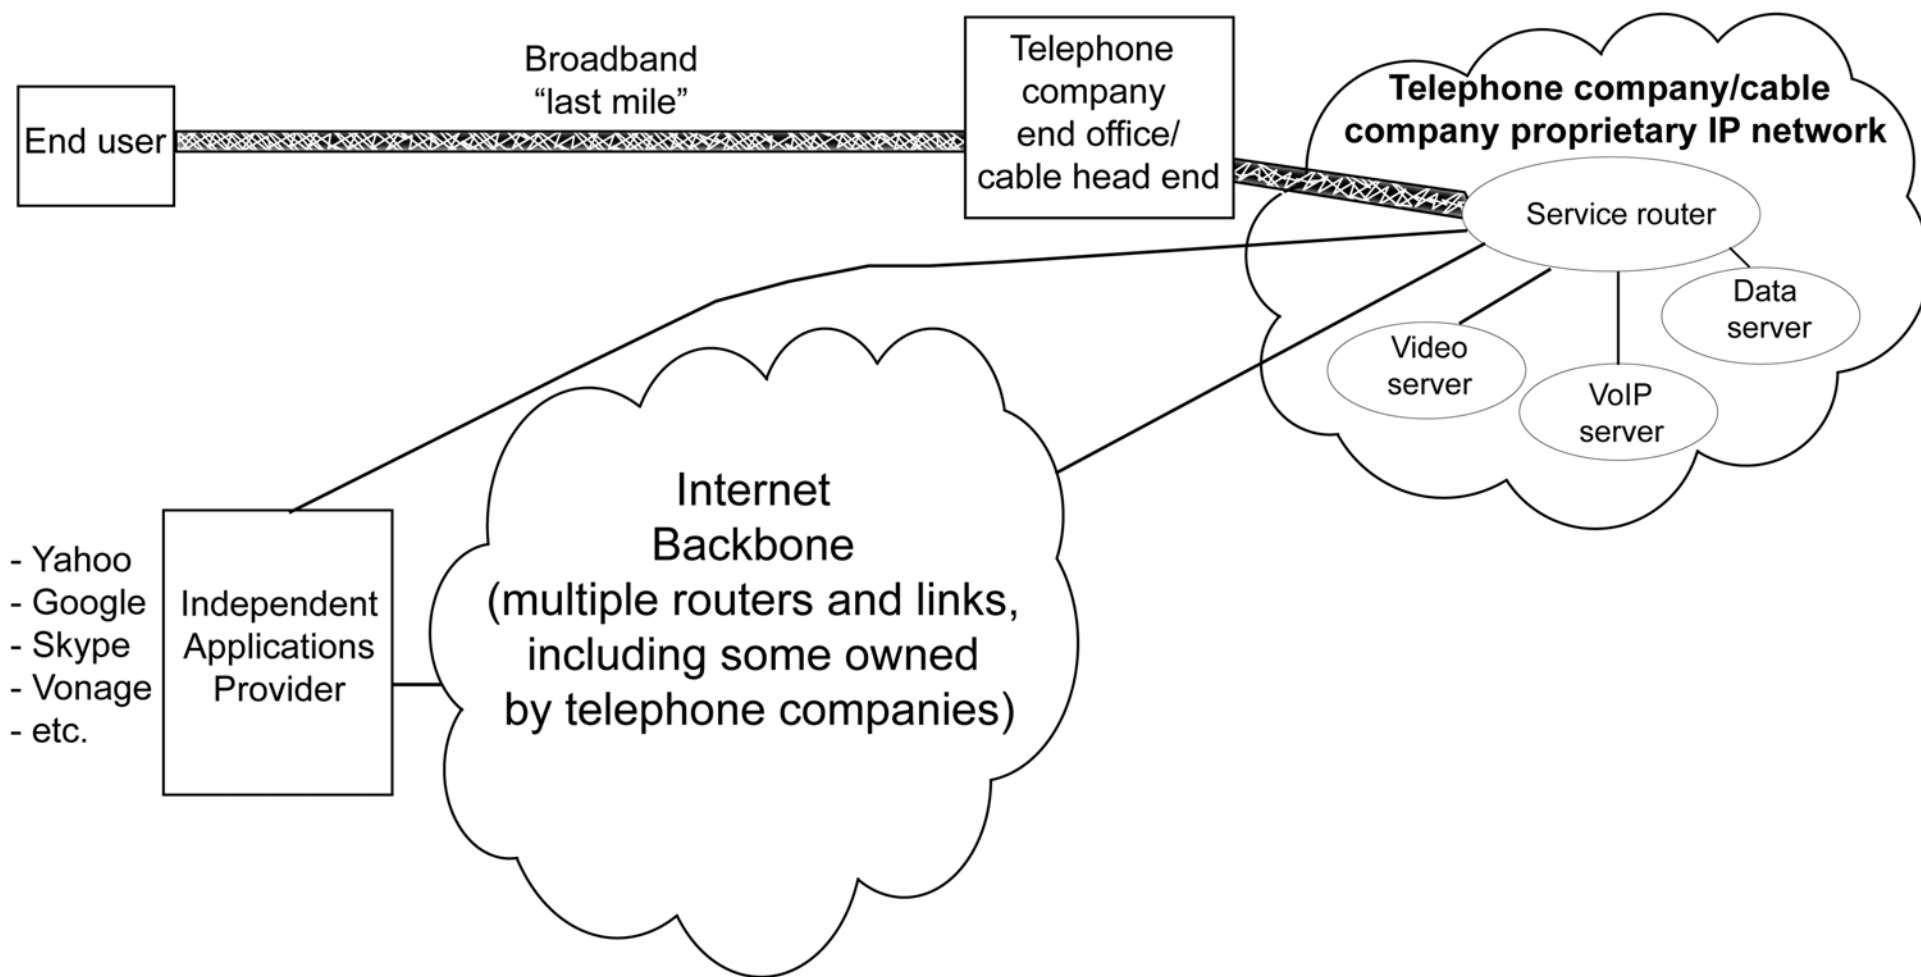 End user
Broadband
“last mile”
Telephone
company
end office/
cable head end
Telephone company/cable
company proprietary IP network
Service router
Data
server
Video
server
VoIP
server
- Yahoo
- Google
- Skype
- Vonage
- etc.
Independent
Applications
Provider
Internet
Backbone
(multiple routers and links,
including some owned
by telephone companies)